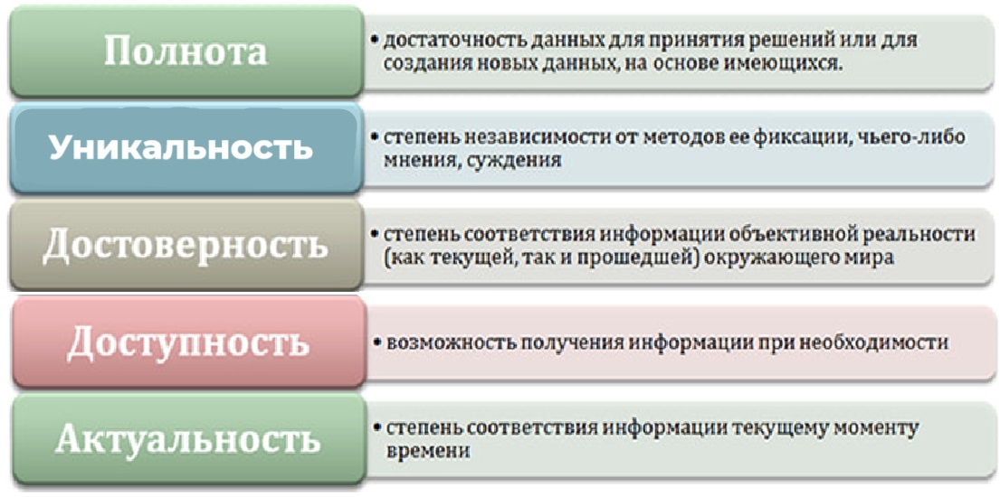 Полнота
• достаточность данных для принятия решений или для
создания новых данных, на основе имеющихся.
Уникальность
• степень независимости от методов ее фиксации, чьего-либо
мнения, суждения
Достоверность
• степень соответствия информации объективной реальности
(как текущей, так и прошедшей) окружающего мира
Доступность
• возможность получения информации при необходимости
Актуальность
• степень соответствия информации текущему моменту
времени